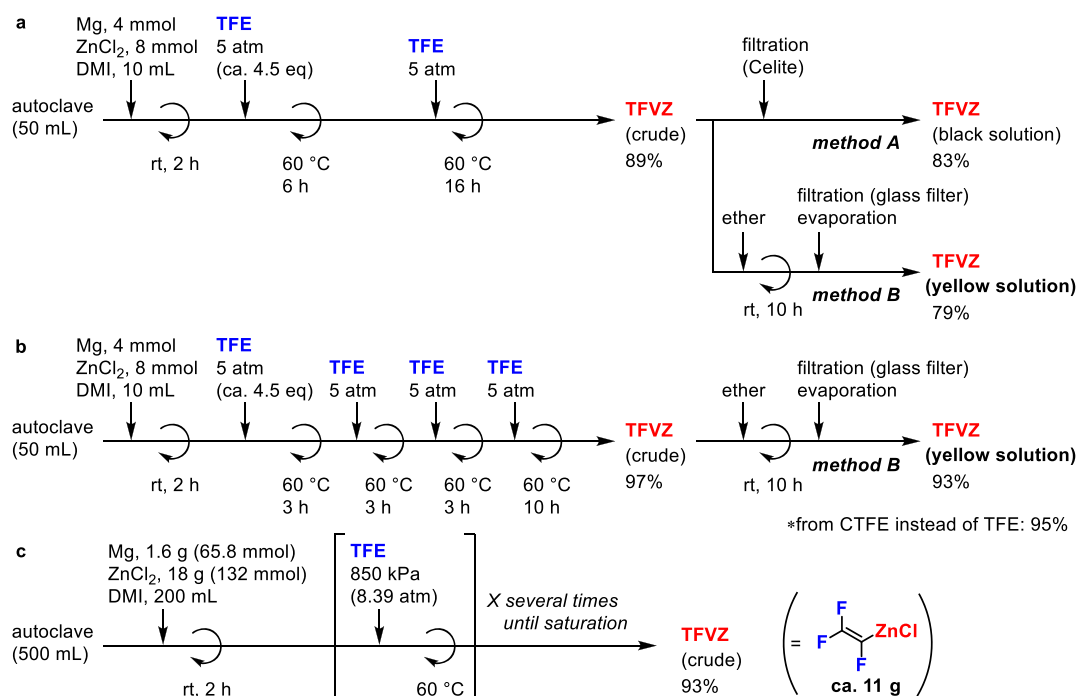 a
Mg, 4 mmol
ZnCl2, 8 mmol
DMI, 10 mL
TFE
5 atm
(ca. 4.5 eq)
TFE
5 atm
filtration
(Celite)
autoclave
(50 mL)
rt, 2 h
60 °C
6 h
60 °C
16 h
TFVZ
(crude)
89%
method A
TFVZ
(black solution)
83%
ether
filtration (glass filter)
evaporation
rt, 10 h
method B
TFVZ
(yellow solution)
79%
b
Mg, 4 mmol
ZnCl2, 8 mmol
DMI, 10 mL
TFE
5 atm
(ca. 4.5 eq)
TFE
5 atm
TFE
5 atm
TFE
5 atm
ether
filtration (glass filter)
evaporation
autoclave
(50 mL)
rt, 2 h
60 °C
3 h
60 °C
3 h
60 °C
3 h
60 °C
10 h
TFVZ
(crude)
97%
rt, 10 h
method B
TFVZ
(yellow solution)
93%
*from CTFE instead of TFE: 95%
c
Mg, 1.6 g (65.8 mmol)
ZnCl2, 18 g (132 mmol)
DMI, 200 mL
TFE
850 kPa
(8.39 atm)
X several times
until saturation
autoclave
(500 mL)
rt, 2 h
60 °C
TFVZ
(crude)
93%
=
F
F
F
ZnCl
ca. 11 g